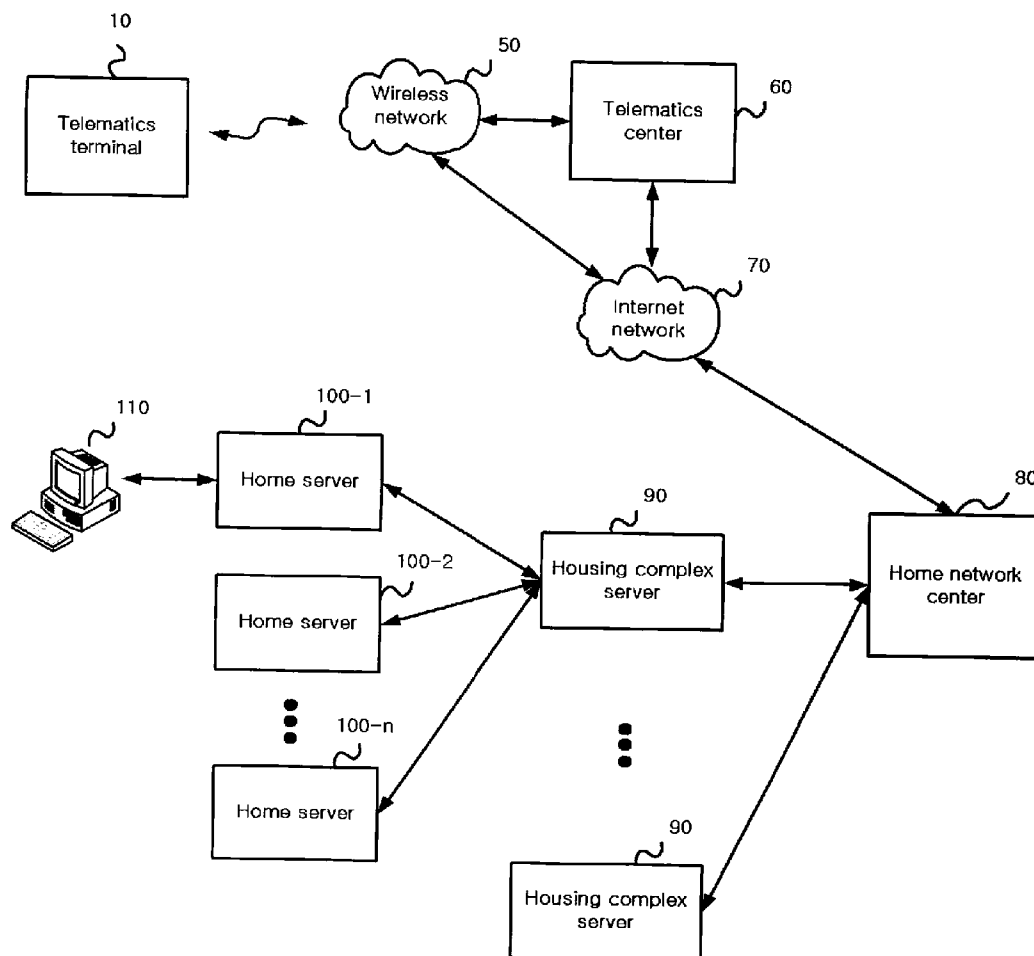 10
Telematics
terminal
50
Wireless
network
60
Telematics
center
70
Internet
network
110
100-1
Home server
100-2
Home server
100-n
Home server
90
Housing complex
server
80
Home network
center
90
Housing complex
server